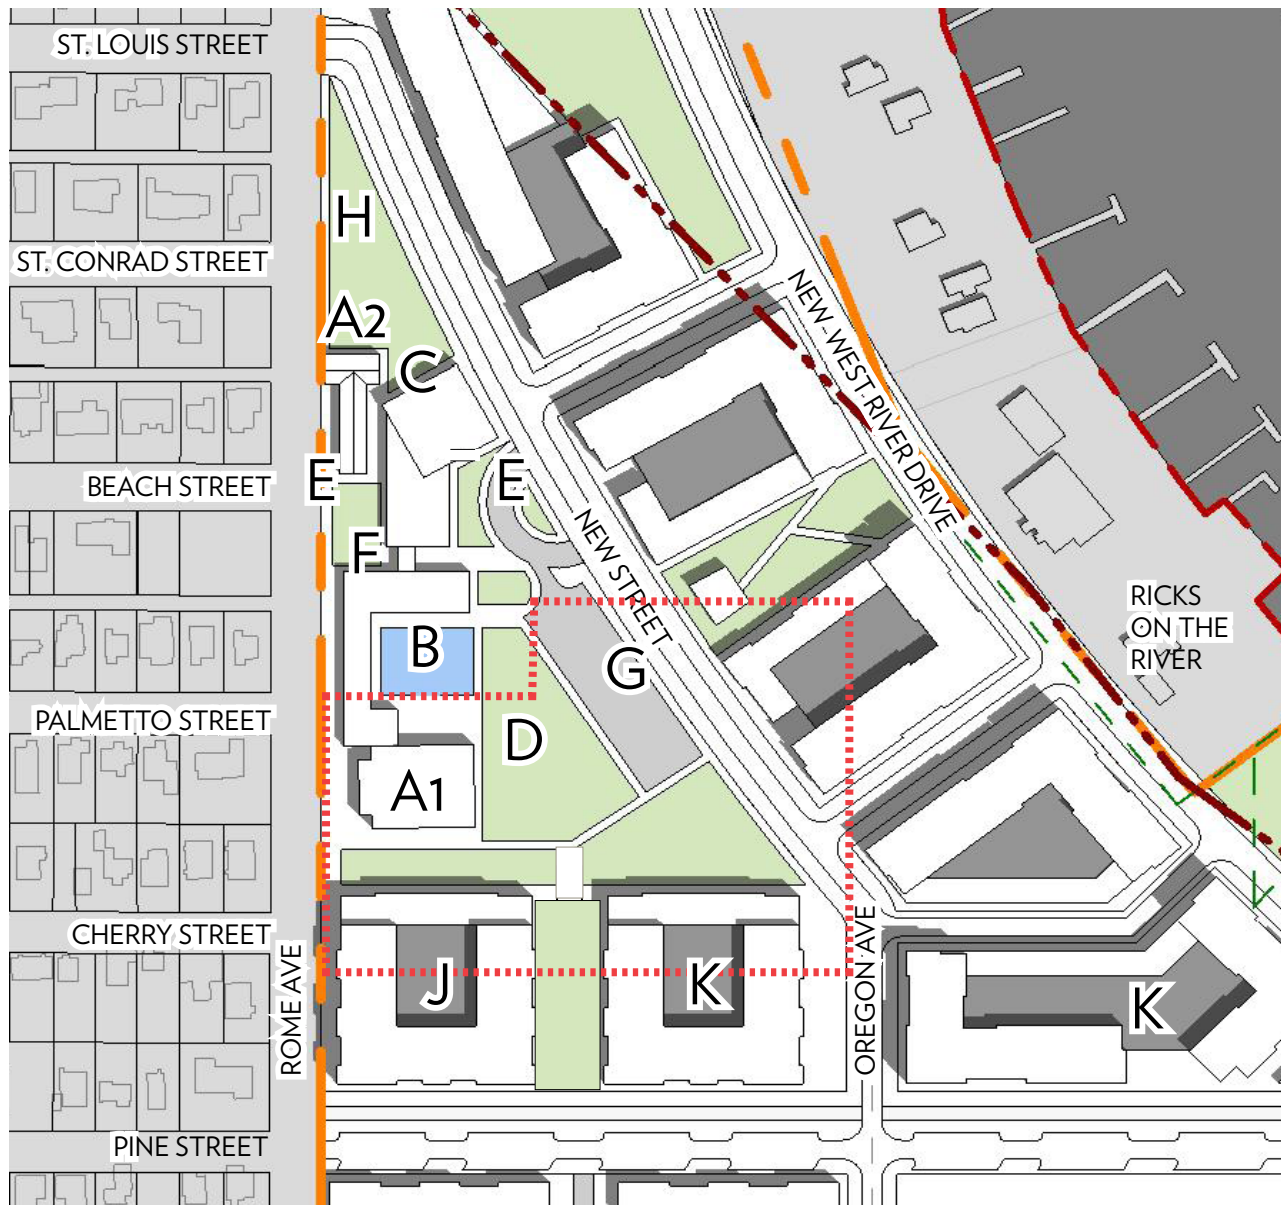 ST. LOUIS STREET
H
ST. CONRAD STREET
A2
C
NEW WEST RIVER DRIVE
BEACH STREET
E
E
F
NEW STREET
B
G
RICKS
ON THE
RIVER
PALMETTO STREET
D
A1
CHERRY STREET
ROME AVE
J
K
OREGON AVE
K
PINE STREET